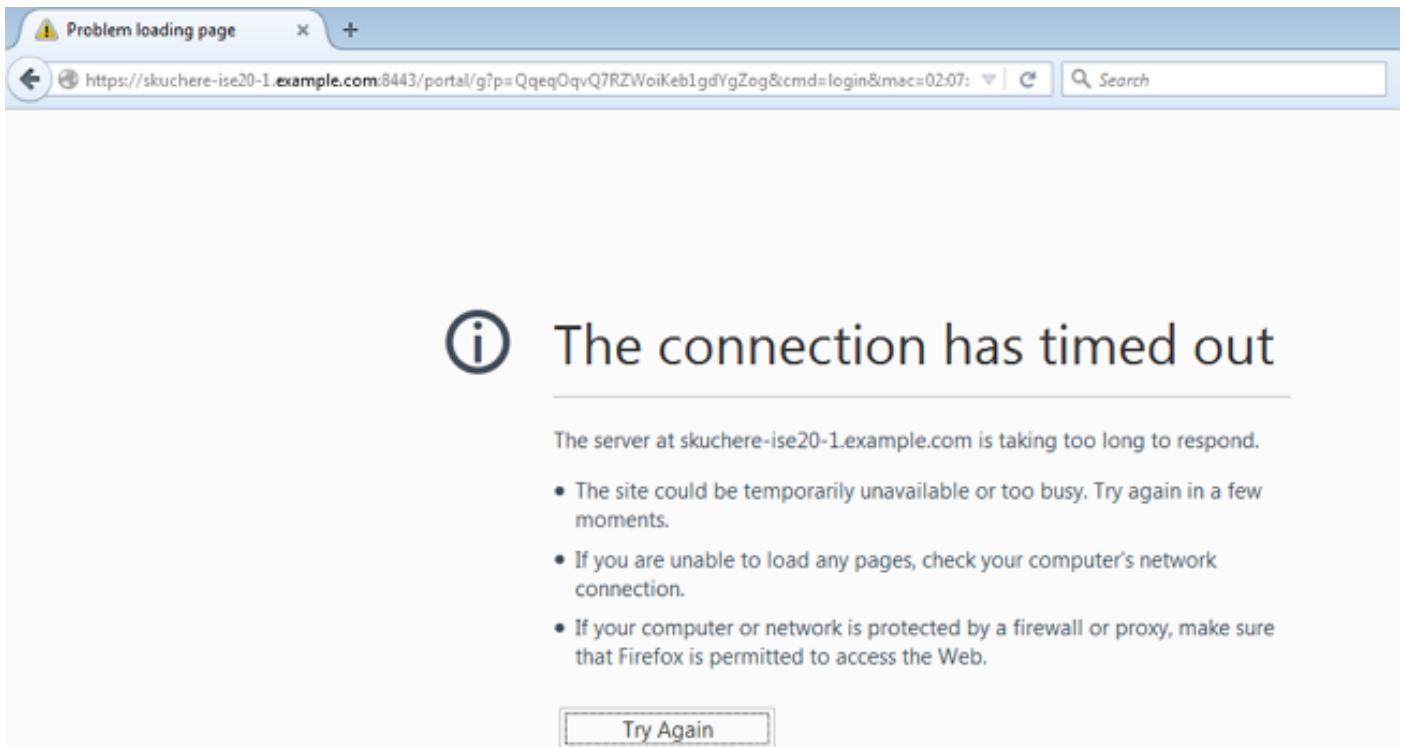 Problem loading page
https://skuchere-ise20-1.example.com:8443/portal/g?p=QqeqOqvQ7RZWoiKeb1gdYgZog&cmd=login&mac=02:07: Search
The connection has timed out
The server at skuchere-ise20-1.example.com is taking too long to respond.
• The site could be temporarily unavailable or too busy. Try again in a few
moments.
• If you are unable to load any pages, check your computer's network
connection.
• If your computer or network is protected by a firewall or proxy, make sure
that Firefox is permitted to access the Web.
Try Again